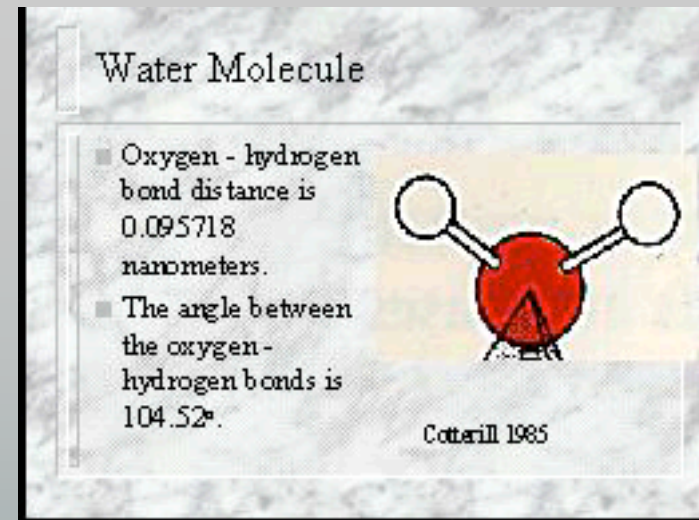 Water Molecule
Oxygen - hydrogen
bond distance is
0.095718
nanometers.
The angle between
the oxygen -
hydrogen bonds is
104.52°.
Cotterill 1985